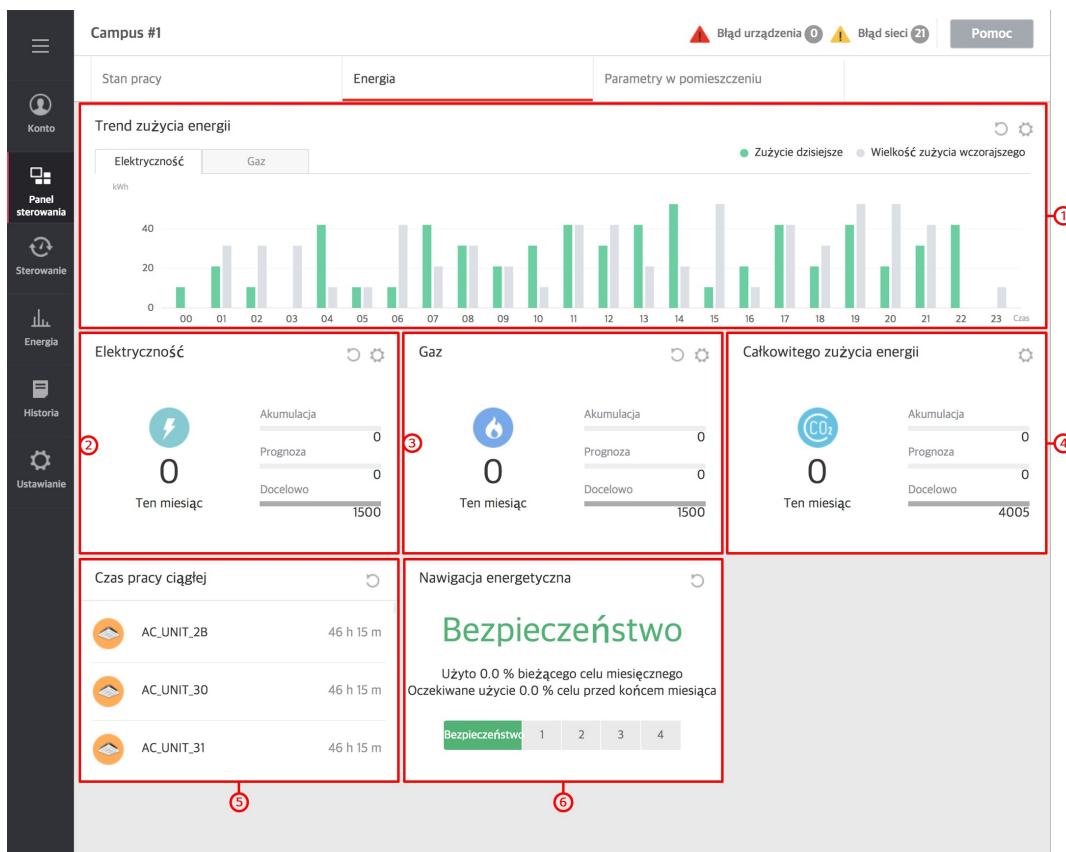 Campus #1
Błąd urządzenia 0
Błąd sieci 21
Pomoc
Konto
Panel
sterowania
Sterowanie
Energia
Historia
Ustawianie
Stan pracy
Energia
Parametry w pomieszczeniu
Trend zużycia energii
Elektryczność
Gaz
Zużycie dzisiejsze
Wielkość zużycia wczorajszego
kWh
40
20
0
00 01 02 03 04 05 06 07 08 09 10 11 12 13 14 15 16 17 18 19 20 21 22 23 Czas
1
Elektryczność
0
Ten miesiąc
Akumulacja
0
Prognoza
0
Docelowo
1500
2
Gaz
0
Ten miesiąc
Akumulacja
0
Prognoza
0
Docelowo
1500
3
Całkowitego zużycia energii
CO2
0
Ten miesiąc
Akumulacja
0
Prognoza
0
Docelowo
4005
4
Czas pracy ciągłej
AC_UNIT_2B 46 h 15 m
AC_UNIT_30 46 h 15 m
AC_UNIT_31 46 h 15 m
5
Nawigacja energetyczna
Bezpieczeństwo
Użyto 0.0 % bieżącego celu miesięcznego
Oczekiwane użycie 0.0 % celu przed końcem miesiąca
Bezpieczeństwo 1 2 3 4
6